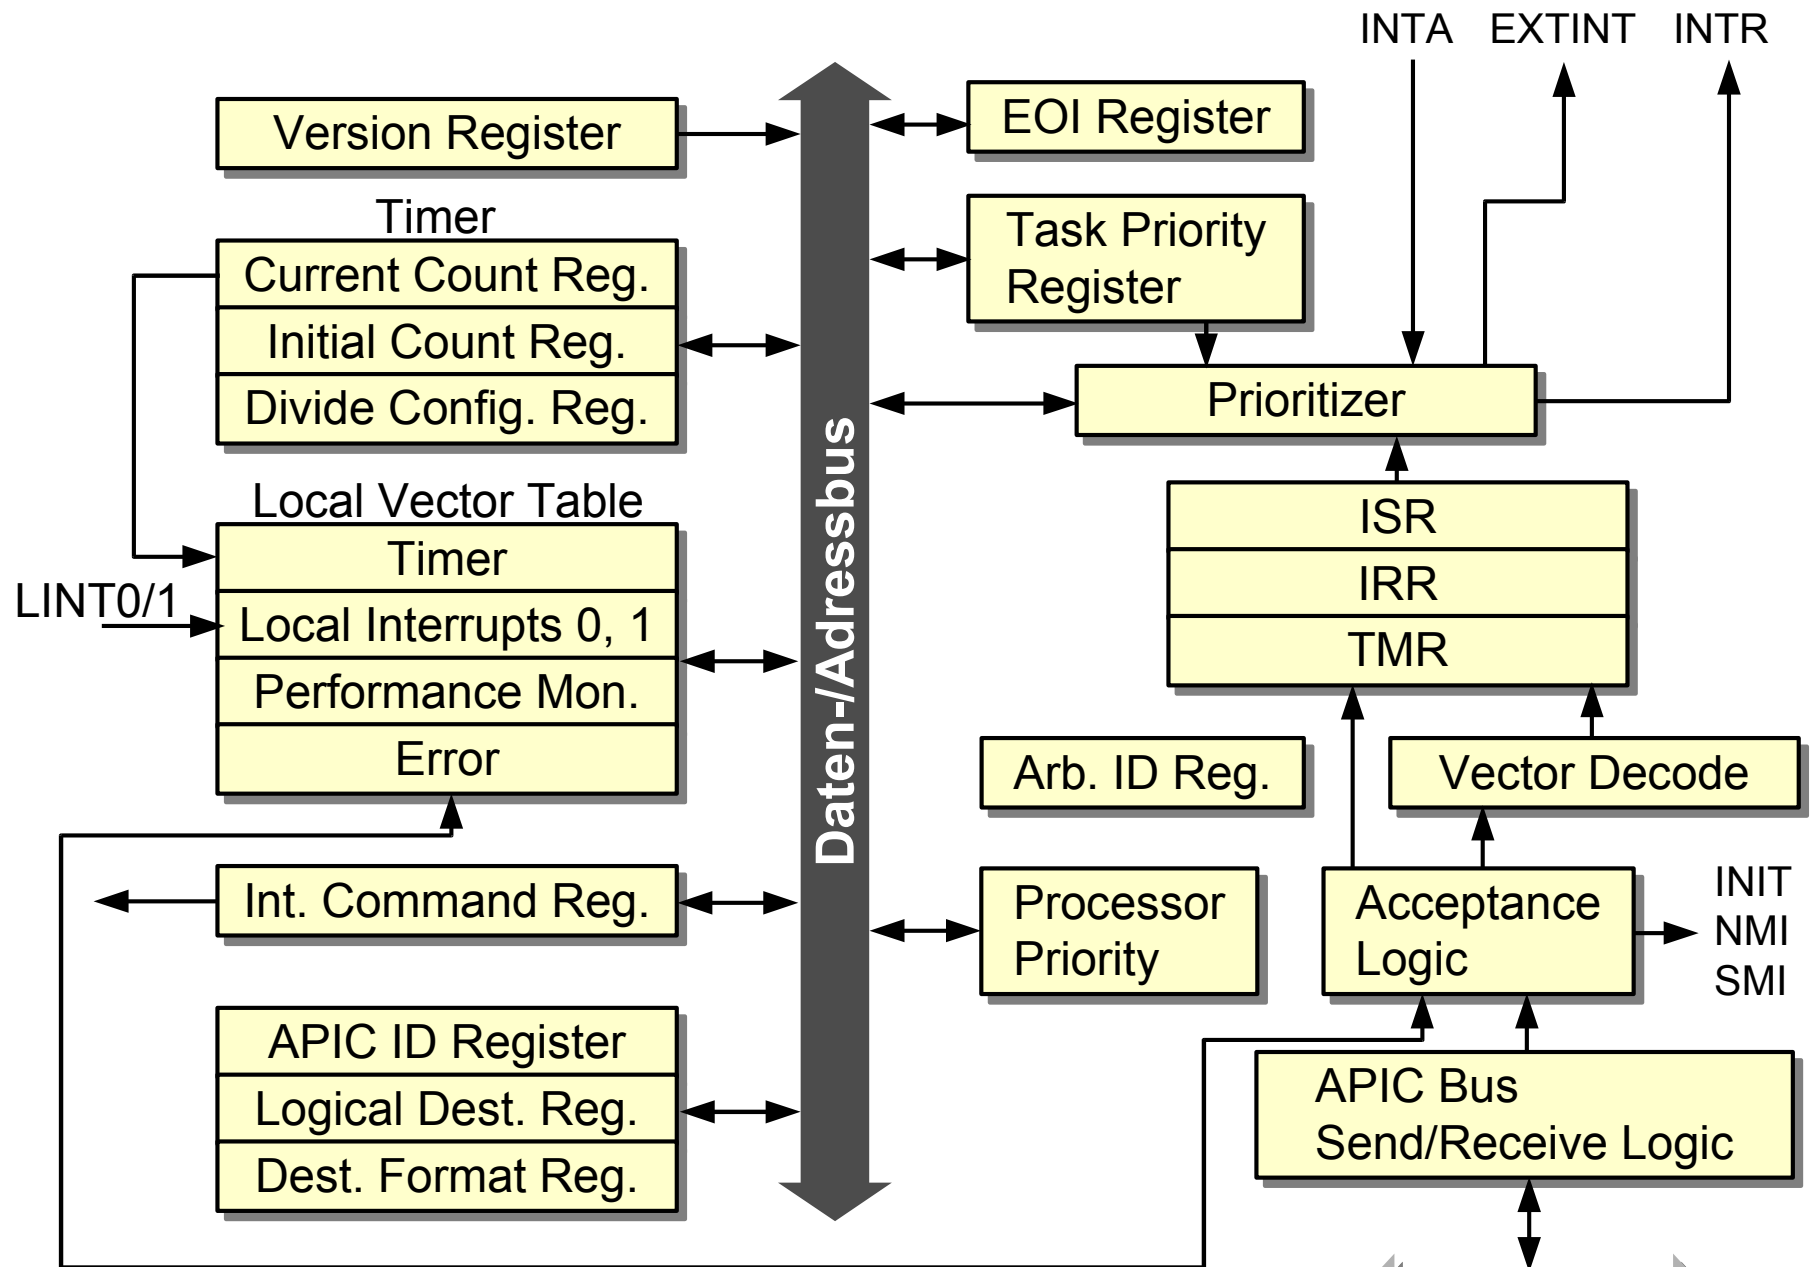 INTA EXTINT INTR
Version Register
EOI Register
Timer
Current Count Reg.
Initial Count Reg.
Divide Config. Reg.
Task Priority
Register
Prioritizer
Local Vector Table
Timer
Local Interrupts 0, 1
Performance Mon.
Error
LINT0/1
Daten-/Adressbus
ISR
IRR
TMR
Arb. ID Reg.
Vector Decode
Int. Command Reg.
Processor
Priority
Acceptance
Logic
INIT
NMI
SMI
APIC ID Register
Logical Dest. Reg.
Dest. Format Reg.
APIC Bus
Send/Receive Logic